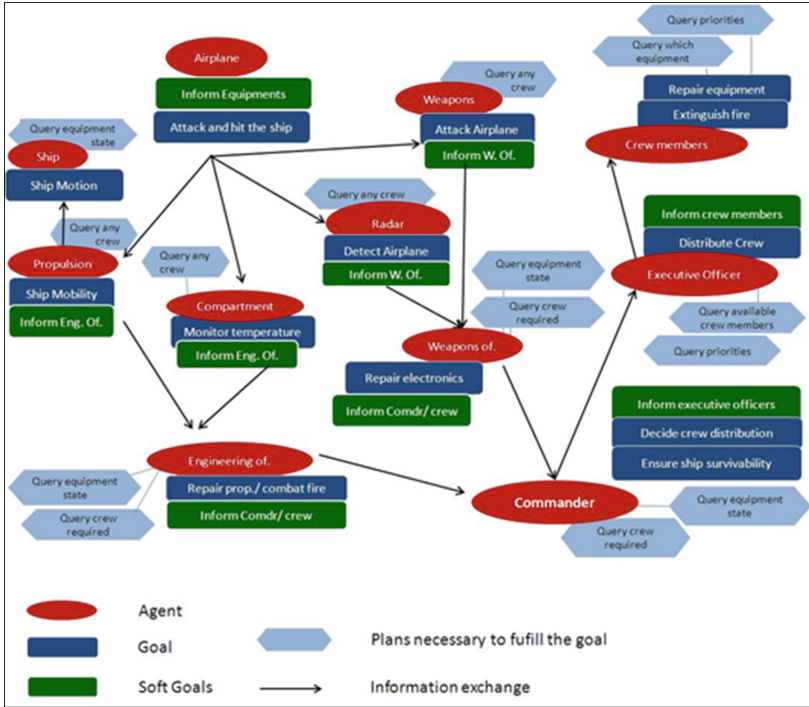 Airplane
Inform Equipments
Attack and hit the ship
Query any
crew
Weapons
Attack Airplane
Inform W. Of.
Query priorities
Query which
equipment
Repair equipment
Extinguish fire
Crew members
Query equipment
state
Ship
Ship Motion
Query any
crew
Propulsion
Ship Mobility
Inform Eng. Of.
Query any
crew
Compartment
Monitor temperature
Inform Eng. Of.
Query any crew
Radar
Detect Airplane
Inform W. Of.
Query equipment
state
Query crew
required
Weapons of.
Repair electronics
Inform Comdr/ crew
Inform crew members
Distribute Crew
Executive Officer
Query available
crew members
Query priorities
Inform executive officers
Decide crew distribution
Ensure ship survivability
Engineering of.
Repair prop./ combat fire
Inform Comdr/ crew
Query equipment
state
Query crew
required
Commander
Query equipment
state
Query crew
required
Agent
Goal
Plans necessary to fufill the goal
Soft Goals
Information exchange